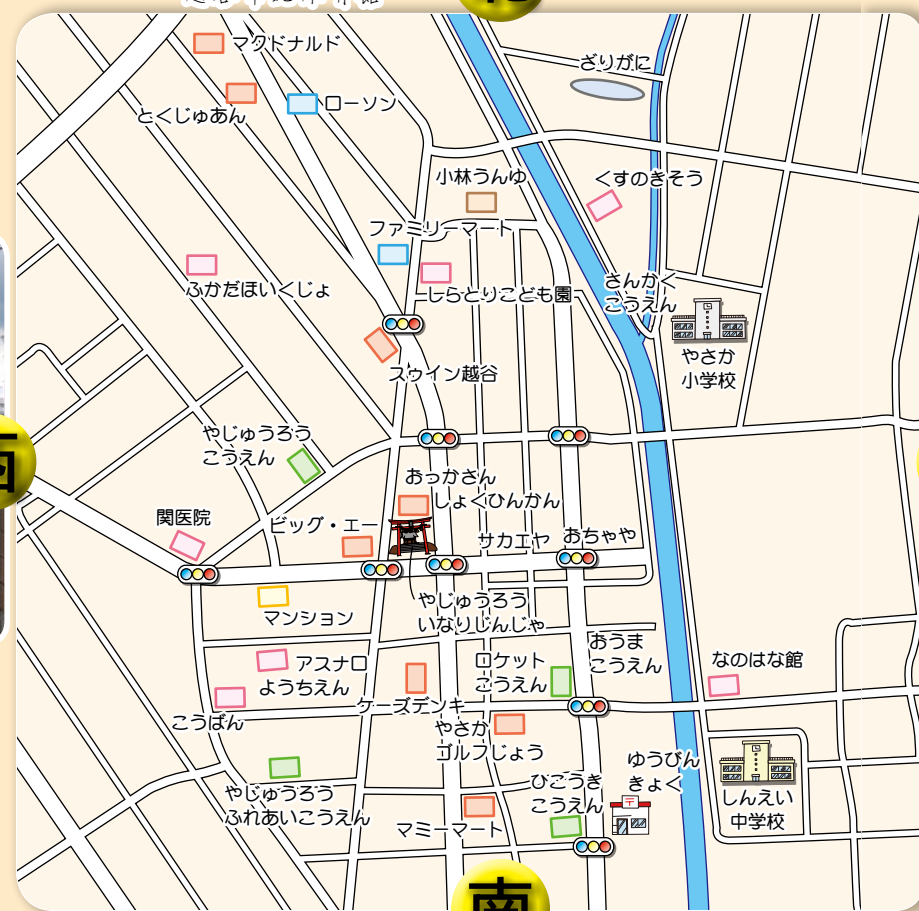 マクドナルド
ざりがに
とくじゅあん
ローソン
小林うんゆ
くすのきそう
ファミリーマート
ふかだほいくじょ
しらとりこども園
さんかく
こうえん
やさか
小学校
スウィン越谷
やじゅうろう
こうえん
西
おっかさん
しょくひんかん
関医院
ビッグ・エー
サカエヤ
おちゃや
やじゅうろう
いなりじんじゃ
マンション
おうま
こうえん
アスナロ
ようちえん
ロケット
こうえん
なのはな館
こうばん
ケーズデンキ
やさか
ゴルフじょう
ゆうびん
きょく
やじゅうろう
ふれあいこうえん
ひこうき
こうえん
〒
しんえい
中学校
マミーマート
南